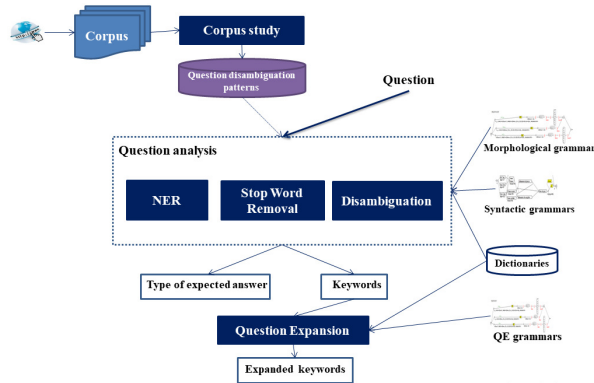 Corpus
Corpus study
Question disambiguation
patterns
Question
Question analysis
NER
Stop Word
Removal
Disambiguation
Morphological grammar
Syntactic grammars
Dictionaries
Type of expected answer
Keywords
Question Expansion
QE grammars
Expanded keywords